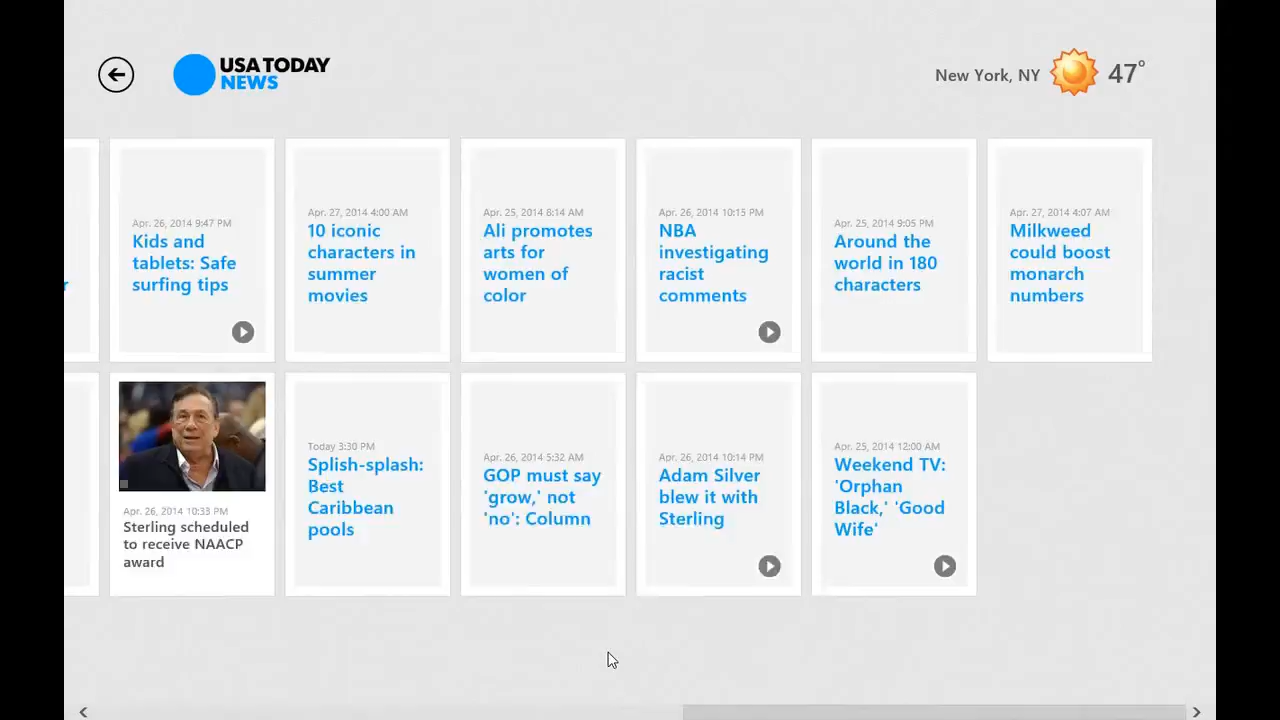 USA TODAY
NEWS
New York, NY
47°
r
Apr. 26, 2014 9:47 PM
Kids and
tablets: Safe
surfing tips
Apr. 27, 2014 4:00 AM
10 iconic
characters in
summer
movies
Apr. 25, 2014 8:14 AM
Ali promotes
arts for
women of
color
Apr. 26, 2014 10:15 PM
NBA
investigating
racist
comments
Apr. 25, 2014 9:05 PM
Around the
world in 180
characters
Apr. 27, 2014 4:07 AM
Milkweed
could boost
monarch
numbers
Apr. 26, 2014 10:33 PM
Sterling scheduled
to receive NAACP
award
Today 3:30 PM
Splish-splash:
Best
Caribbean
pools
Apr. 26, 2014 5:32 AM
GOP must say
'grow,' not
'no': Column
Apr. 26, 2014 10:14 PM
Adam Silver
blew it with
Sterling
Apr. 25, 2014 12:00 AM
Weekend TV:
'Orphan
Black,' 'Good
Wife'